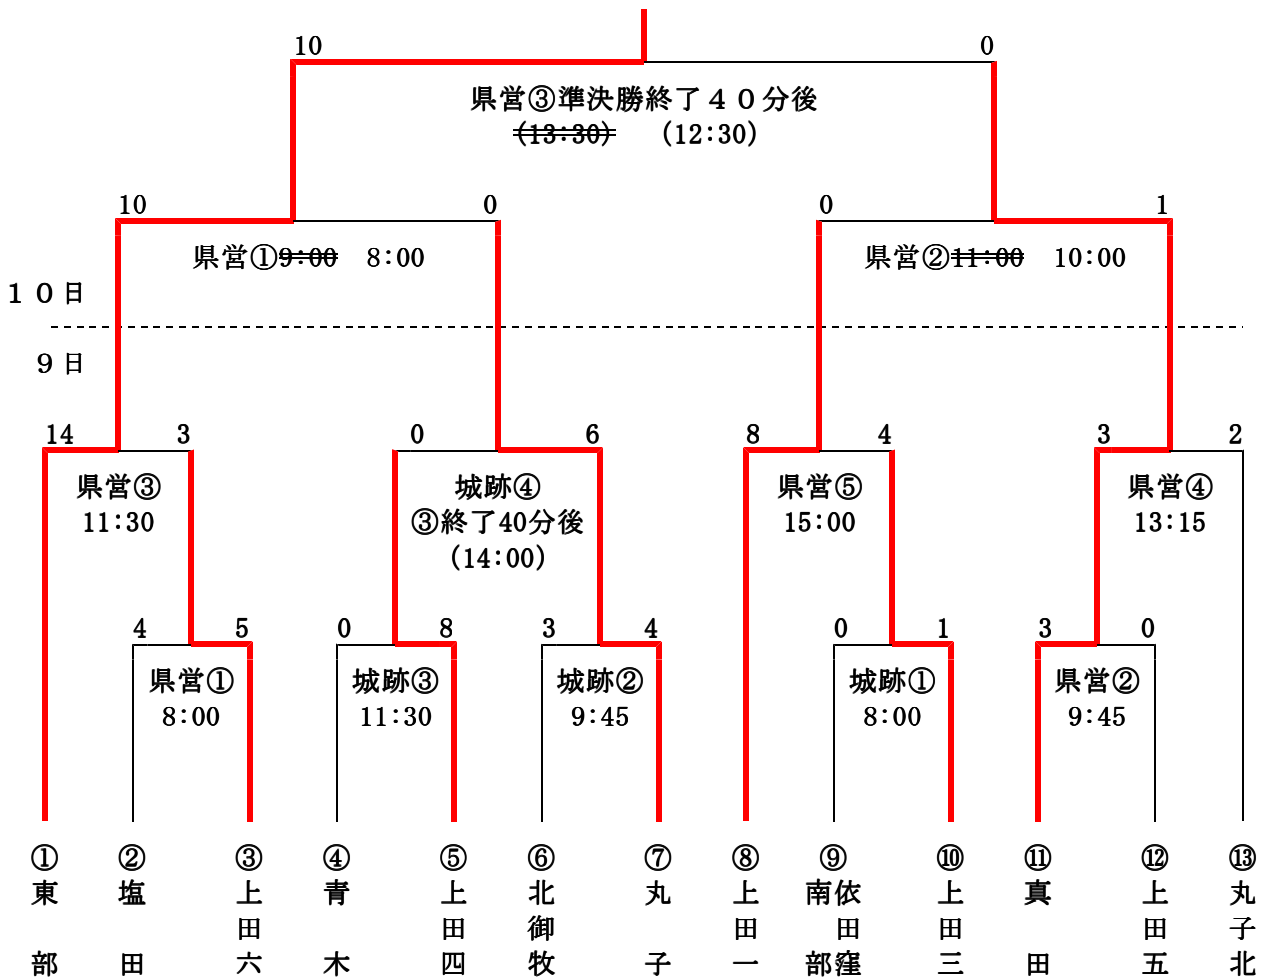 10 0
県営③準決勝終了４０分後
(13:30) (12:30)
10 0 0 1
県営①9:00 8:00 県営②11:00 10:00
１０日
９日
14 3 0 6 8 4 3 2
県営③ 城跡④ 県営⑤ 県営④
11:30 ③終了40分後 15:00 13:15
(14:00)
4 5 0 8 3 4 0 1 3 0
県営① 城跡③ 城跡② 城跡① 県営②
8:00 11:30 9:45 8:00 9:45
①東部
②塩田
③上田六
④青木
⑤上田四
⑥北御牧
⑦丸子
⑧上田一
⑨依田窪南部
⑩上田三
⑪真田
⑫上田五
⑬丸子北